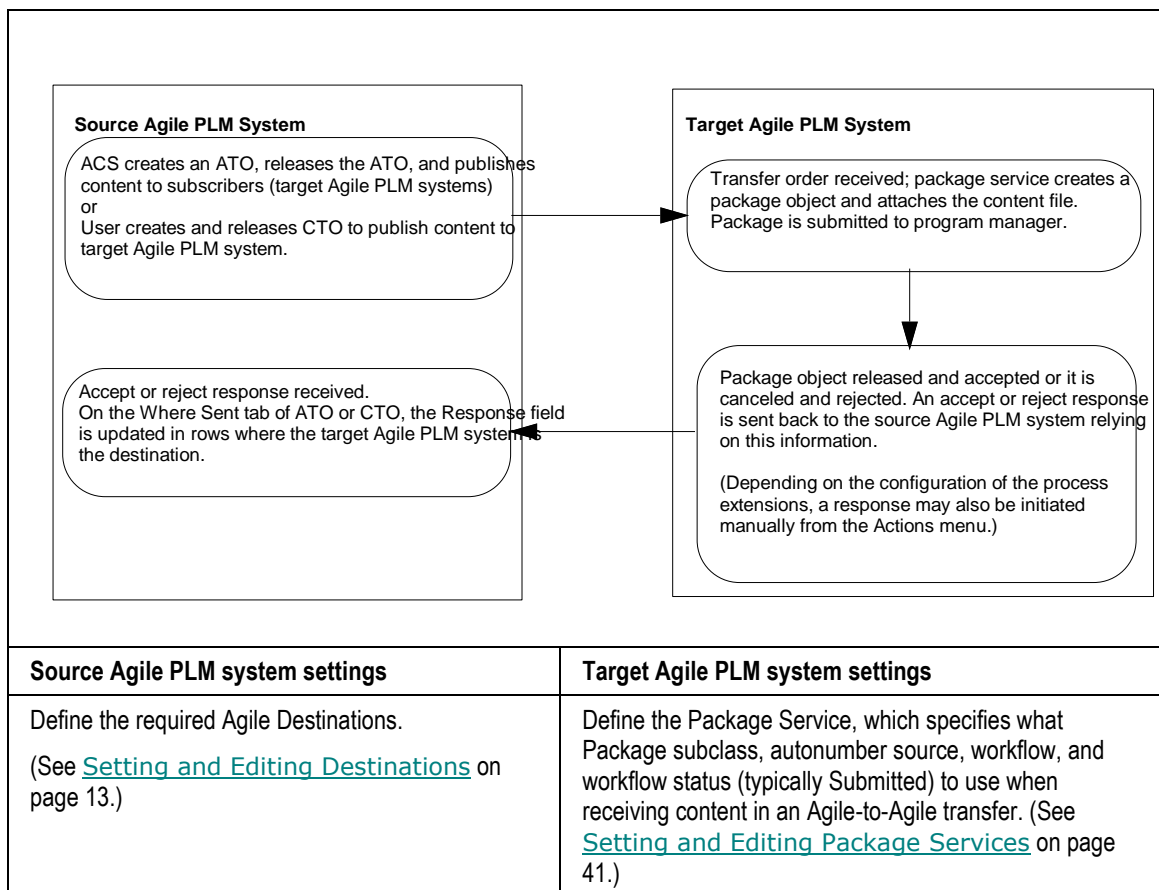 Source Agile PLM System
ACS creates an ATO, releases the ATO, and publishes
content to subscribers (target Agile PLM systems)
or
User creates and releases CTO to publish content to
target Agile PLM system.
Target Agile PLM System
Transfer order received; package service creates a
package object and attaches the content file.
Package is submitted to program manager.
Accept or reject response received.
On the Where Sent tab of ATO or CTO, the Response field
is updated in rows where the target Agile PLM system is
the destination.
Package object released and accepted or it is
canceled and rejected. An accept or reject response
is sent back to the source Agile PLM system relying
on this information.
(Depending on the configuration of the process
extensions, a response may also be initiated
manually from the Actions menu.)
Source Agile PLM system settings
Target Agile PLM system settings
Define the required Agile Destinations.
(See Setting and Editing Destinations on
page 13.)
Define the Package Service, which specifies what
Package subclass, autonumber source, workflow, and
workflow status (typically Submitted) to use when
receiving content in an Agile-to-Agile transfer. (See
Setting and Editing Package Services on page
41.)